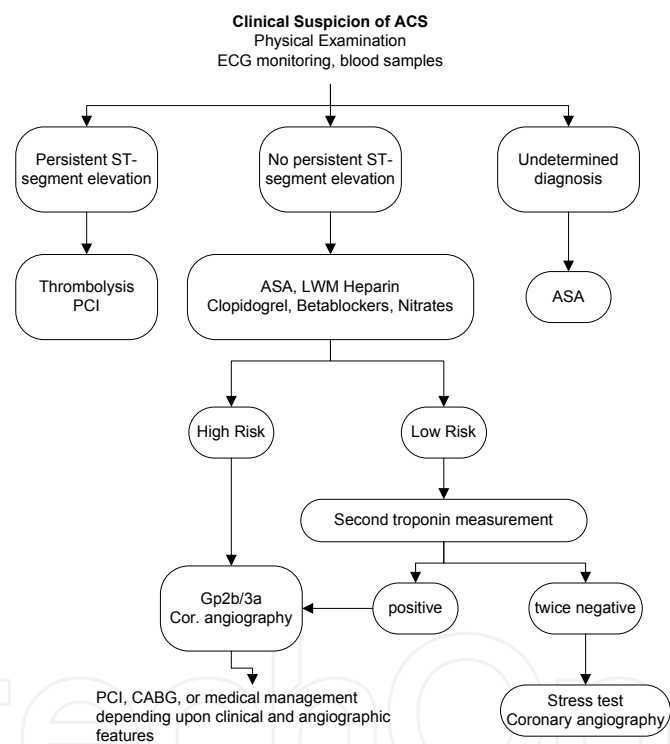 Clinical Suspicion of ACS
Physical Examination
ECG monitoring, blood samples
Persistent ST-
segment elevation
No persistent ST-
segment elevation
Undetermined
diagnosis
Thrombolysis
PCI
ASA, LWM Heparin
Clopidogrel, Betablockers, Nitrates
ASA
High Risk
Low Risk
Second troponin measurement
Gp2b/3a
Cor. angiography
positive
twice negative
PCI, CABG, or medical management
depending upon clinical and angiographic
features
Stress test
Coronary angiography